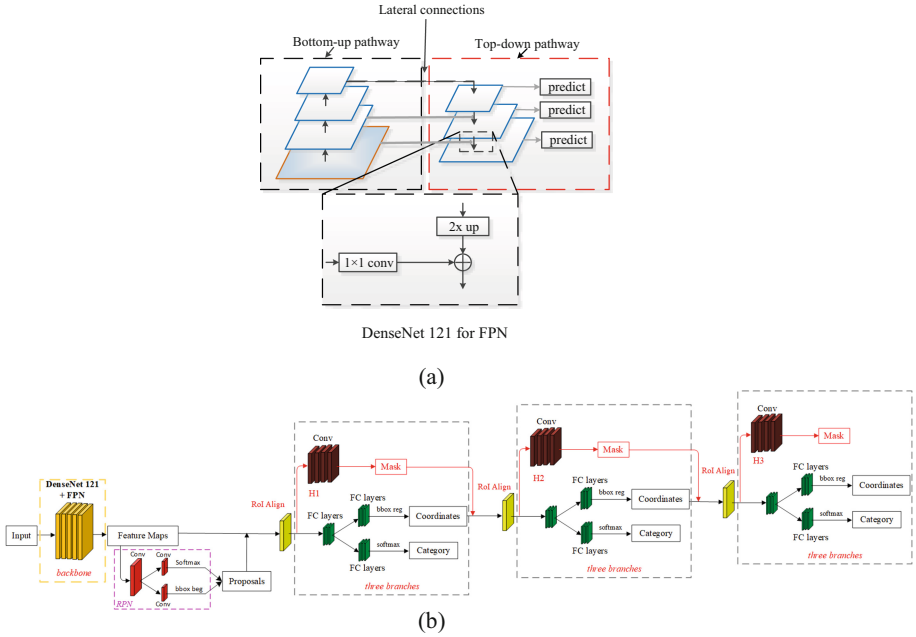 Lateral connections
Bottom-up pathway
Top-down pathway
predict
predict
predict
2x up
1×1 conv
DenseNet 121 for FPN
(a)
DenseNet 121
+ FPN
Input
backbone
Feature Maps
Conv
Conv
Softmax
Conv
bbox beg
RPN
Proposals
RoI Align
Conv
H1
Mask
FC layers
FC layers
bbox reg
Coordinates
softmax
Category
FC layers
three branches
RoI Align
Conv
H2
Mask
FC layers
FC layers
bbox reg
Coordinates
softmax
Category
FC layers
three branches
RoI Align
Conv
H3
Mask
FC layers
bbox reg
Coordinates
softmax
Category
FC layers
three branches
(b)